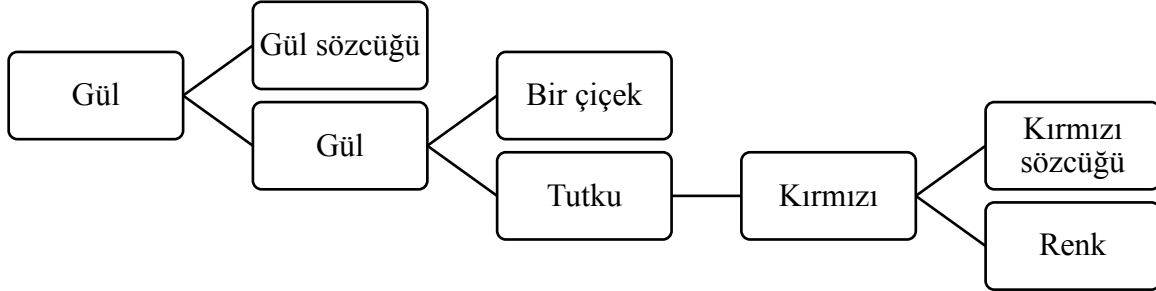 Gül
Gül sözcüğü
Gül
Bir çiçek
Tutku
Kırmızı
Kırmızı
sözcüğü
Renk